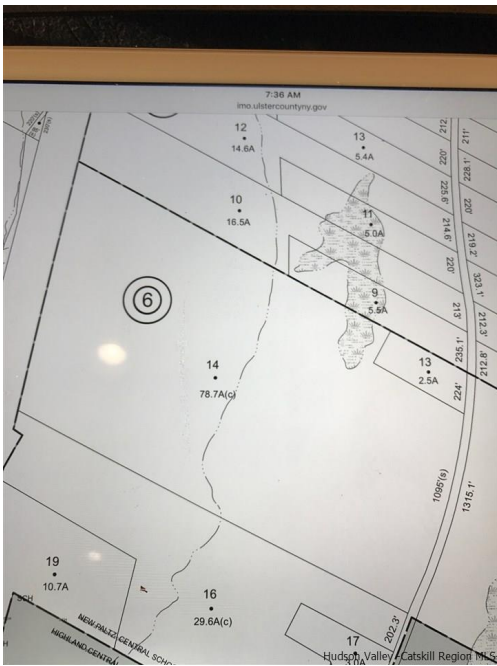 7:36 AM
imo.ulstercountyny.gov
12
14.6A
13
5.4A
212
211'
220'
228.1'
10
16.5A
11
5.0A
225.6'
220'
214.6'
219.2'
220'
323.1'
6
9
5.5A
213'
212.3'
235.1'
212.8'
14
78.7A(c)
13
2.5A
224'
1095'(s)
1315.1'
19
10.7A
16
29.6A(c)
SCH
NEW PALTZ CENTRAL SCHO
HIGHLAND CENTRAL
H
202.3'
17
Hudson Valley - Catskill Region MLS